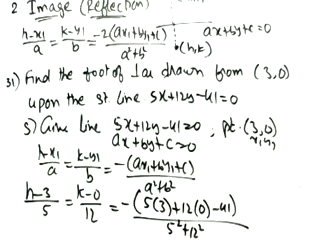 2 Image (Reflection)
h-x1/a = k-y1/b = -2(ax1+by1+c)/a²+b²
ax+by+c=0
(h,k)
31) Find the foot of ⊥ar drawn from (3,0)
upon the st. line 5x+12y-41=0
S) Given line 5x+12y-41=0, pt. (3,0)
x1 y1
ax+by+c=0
h-x1/a = k-y1/b = -(ax1+by1+c)/a²+b²
h-3/5 = k-0/12 = -(5(3)+12(0)-41)/5²+12²